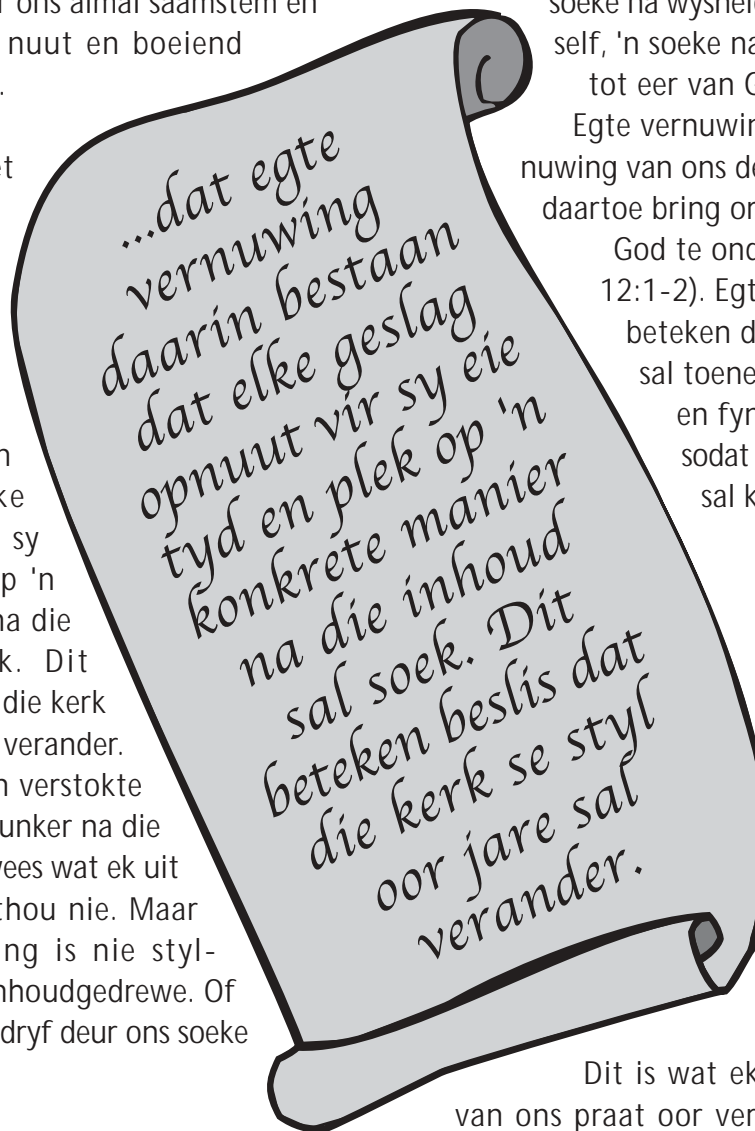 ons almal saamstem en
nuut en boeiend
.
n
ke
sy
p 'n
na die
k. Dit
die kerk
verander.
n verstokte
unker na die
wees wat ek uit
thou nie. Maar
ng is nie styl-
nhoudgedrewe. Of
dryf deur ons soeke
...dat egte
vernuwing
daarin bestaan
dat elke geslag
opnuut vir sy eie
tyd en plek op 'n
konkrete manier
na die inhoud
sal soek. Dit
beteken beslis dat
die kerk se styl
oor jare sal
verander.
self, 'n soeke na
tot eer van
Egte vernuwin
nuwing van ons de
daartoe bring or
God te ond
12:1-2). Egt
beteken d
sal toene
en fyn
sodat
sal k
Dit is wat ek
van ons praat oor ver